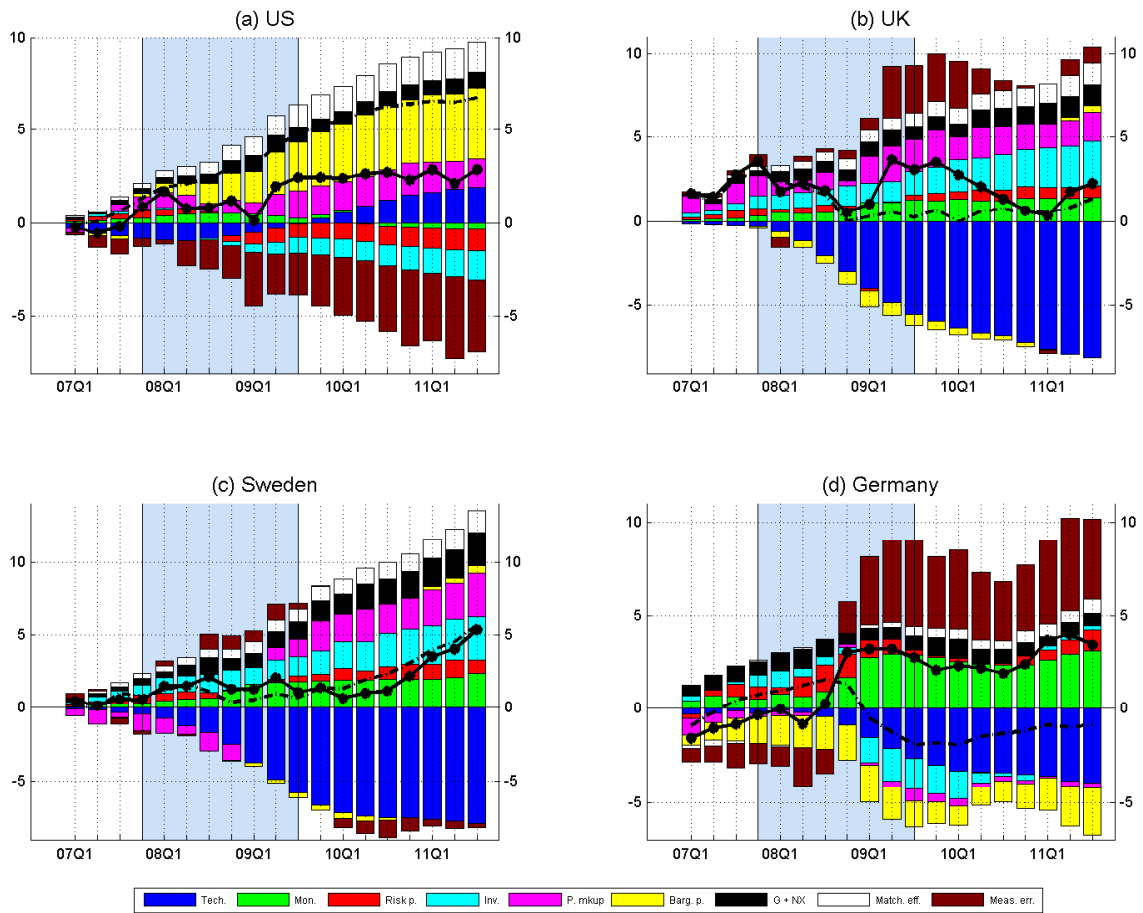 (a) US
10 10
5 5
0 0
-5 -5
07Q1 08Q1 09Q1 10Q1 11Q1
(b) UK
10 10
5 5
0 0
-5 -5
07Q1 08Q1 09Q1 10Q1 11Q1
(c) Sweden
10 10
5 5
0 0
-5 -5
07Q1 08Q1 09Q1 10Q1 11Q1
(d) Germany
10 10
5 5
0 0
-5 -5
07Q1 08Q1 09Q1 10Q1 11Q1
Tech. Mon. Risk p. Inv. P. mkup Barg. p. G + NX Match. eff. Meas. err.